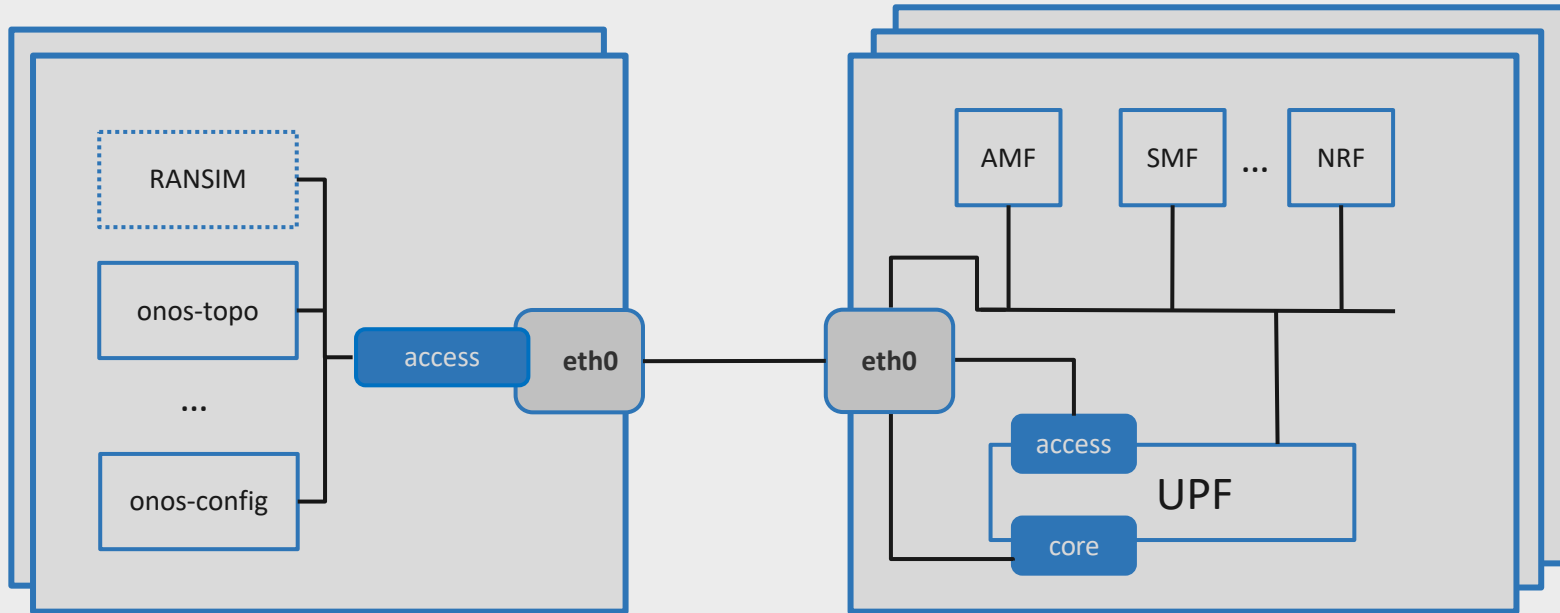 RANSIM
onos-topo
...
onos-config
access
eth0
eth0
AMF
SMF
...
NRF
access
UPF
core